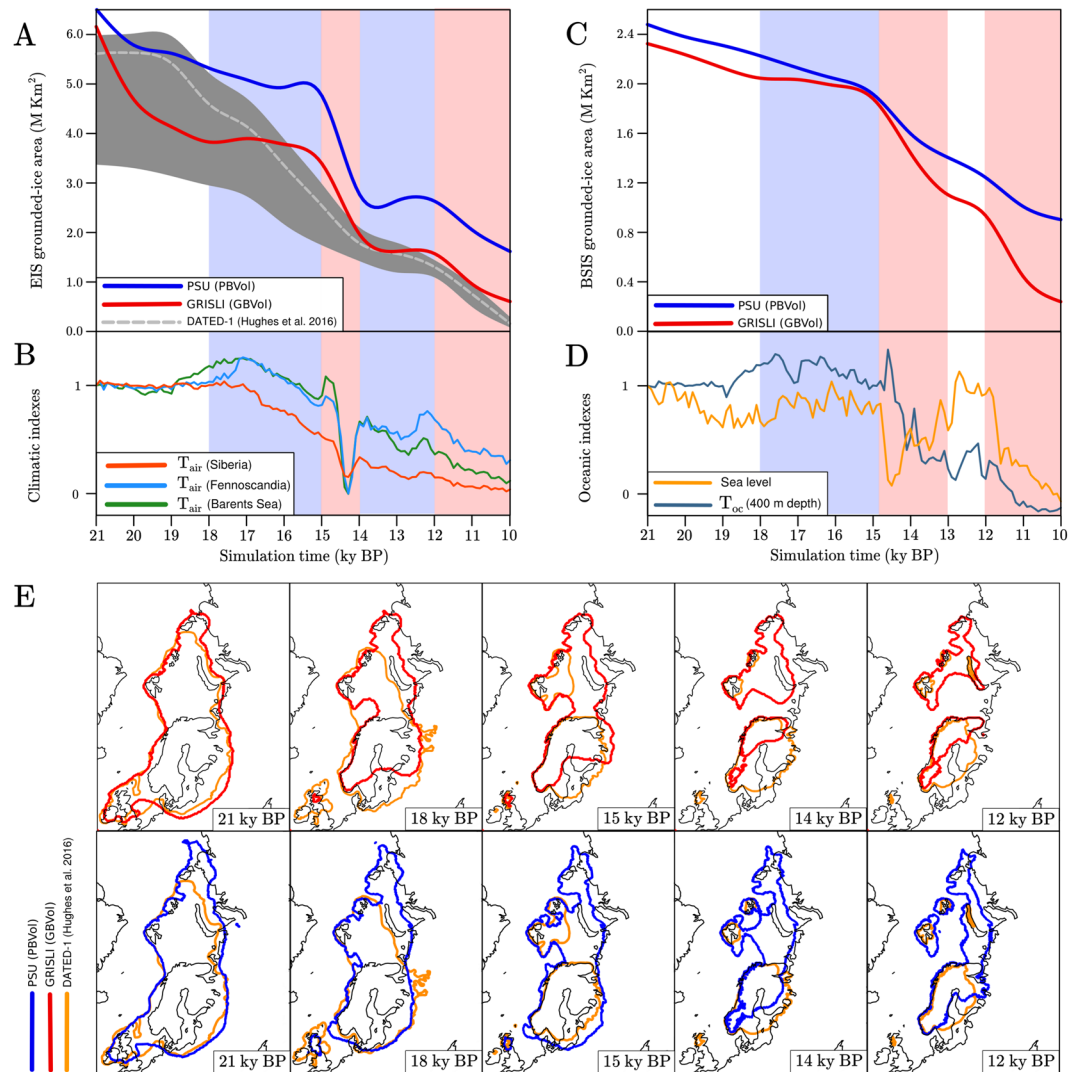 A
EIS grounded-ice area (M Km²)
6.0
5.0
4.0
3.0
2.0
1.0
0.0
PSU (PBVol)
GRISLI (GBVol)
DATED-1 (Hughes et al. 2016)
B
Climatic indexes
1
0
T air (Siberia)
T air (Fennoscandia)
T air (Barents Sea)
21 20 19 18 17 16 15 14 13 12 11 10
Simulation time (ky BP)
C
BSIS grounded-ice area (M Km²)
2.4
2.0
1.6
1.2
0.8
0.4
0.0
PSU (PBVol)
GRISLI (GBVol)
D
Oceanic indexes
1
0
Sea level
T oc (400 m depth)
21 20 19 18 17 16 15 14 13 12 11 10
Simulation time (ky BP)
E
21 ky BP
18 ky BP
15 ky BP
14 ky BP
12 ky BP
PSU (PBVol)
GRISLI (GBVol)
DATED-1 (Hughes et al. 2016)
21 ky BP
18 ky BP
15 ky BP
14 ky BP
12 ky BP